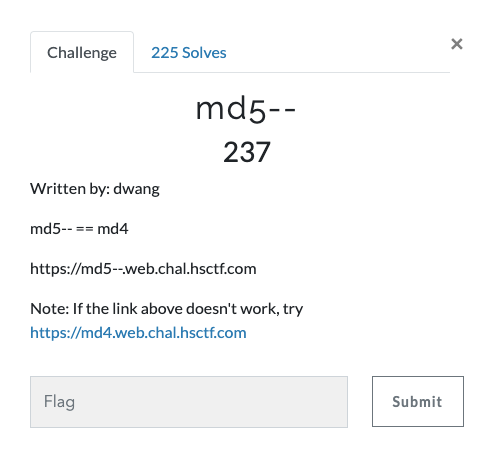 Challenge
225 Solves
×
md5--
237
Written by: dwang
md5-- == md4
https://md5--.web.chal.hsctf.com
Note: If the link above doesn't work, try
https://md4.web.chal.hsctf.com
Flag
Submit